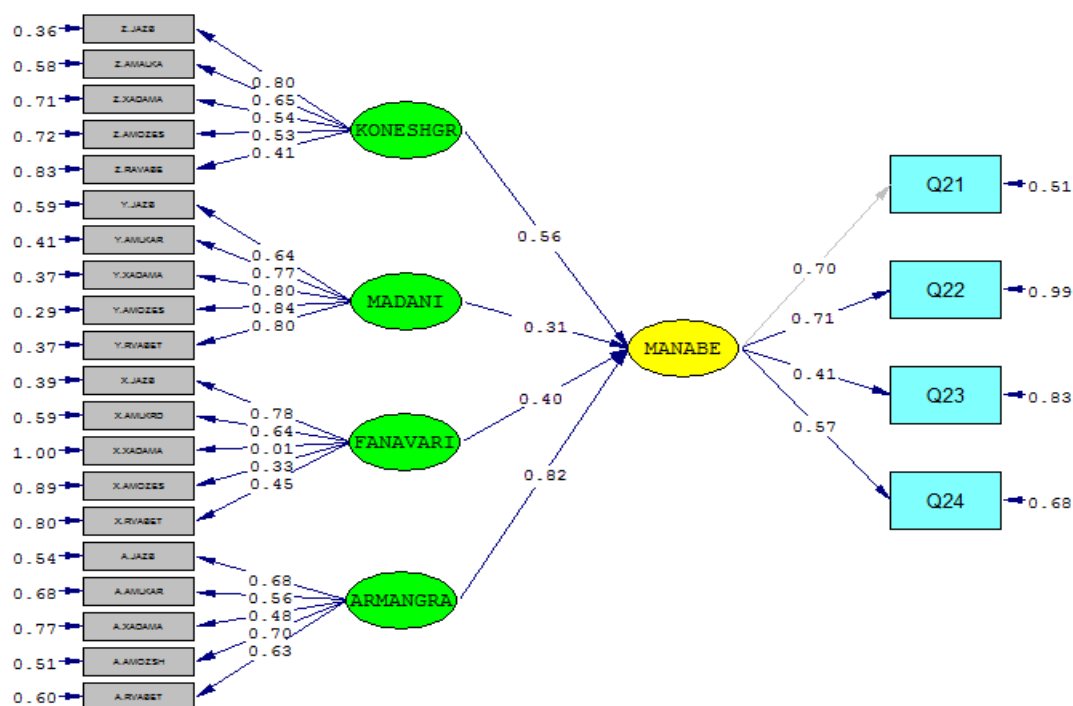 0.36 Z.JAZB
0.58 Z.AMALKA
0.71 Z.XADAMA
0.72 Z.AMOZES
0.83 Z.RAVABE
0.80
0.65
0.54
0.53
0.41
KONESHGR
0.59 Y.JAZB
0.41 Y.AMLKAR
0.37 Y.XADAMA
0.29 Y.AMOZES
0.37 Y.RVABET
0.64
0.77
0.80
0.84
0.80
MADANI
0.39 X.JAZB
0.59 X.AMLKRD
1.00 X.XADAMA
0.89 X.AMOZES
0.80 X.RVABET
0.78
0.64
0.01
0.33
0.45
FANAVARI
0.54 A.JAZB
0.68 A.AMLKAR
0.77 A.XADAMA
0.51 A.AMOZSH
0.60 A.RVABET
0.68
0.56
0.48
0.70
0.63
ARMANGRA
0.56
0.31
0.40
0.82
MANABE
0.70
0.71
0.41
0.57
Q21 0.51
Q22 0.99
Q23 0.83
Q24 0.68